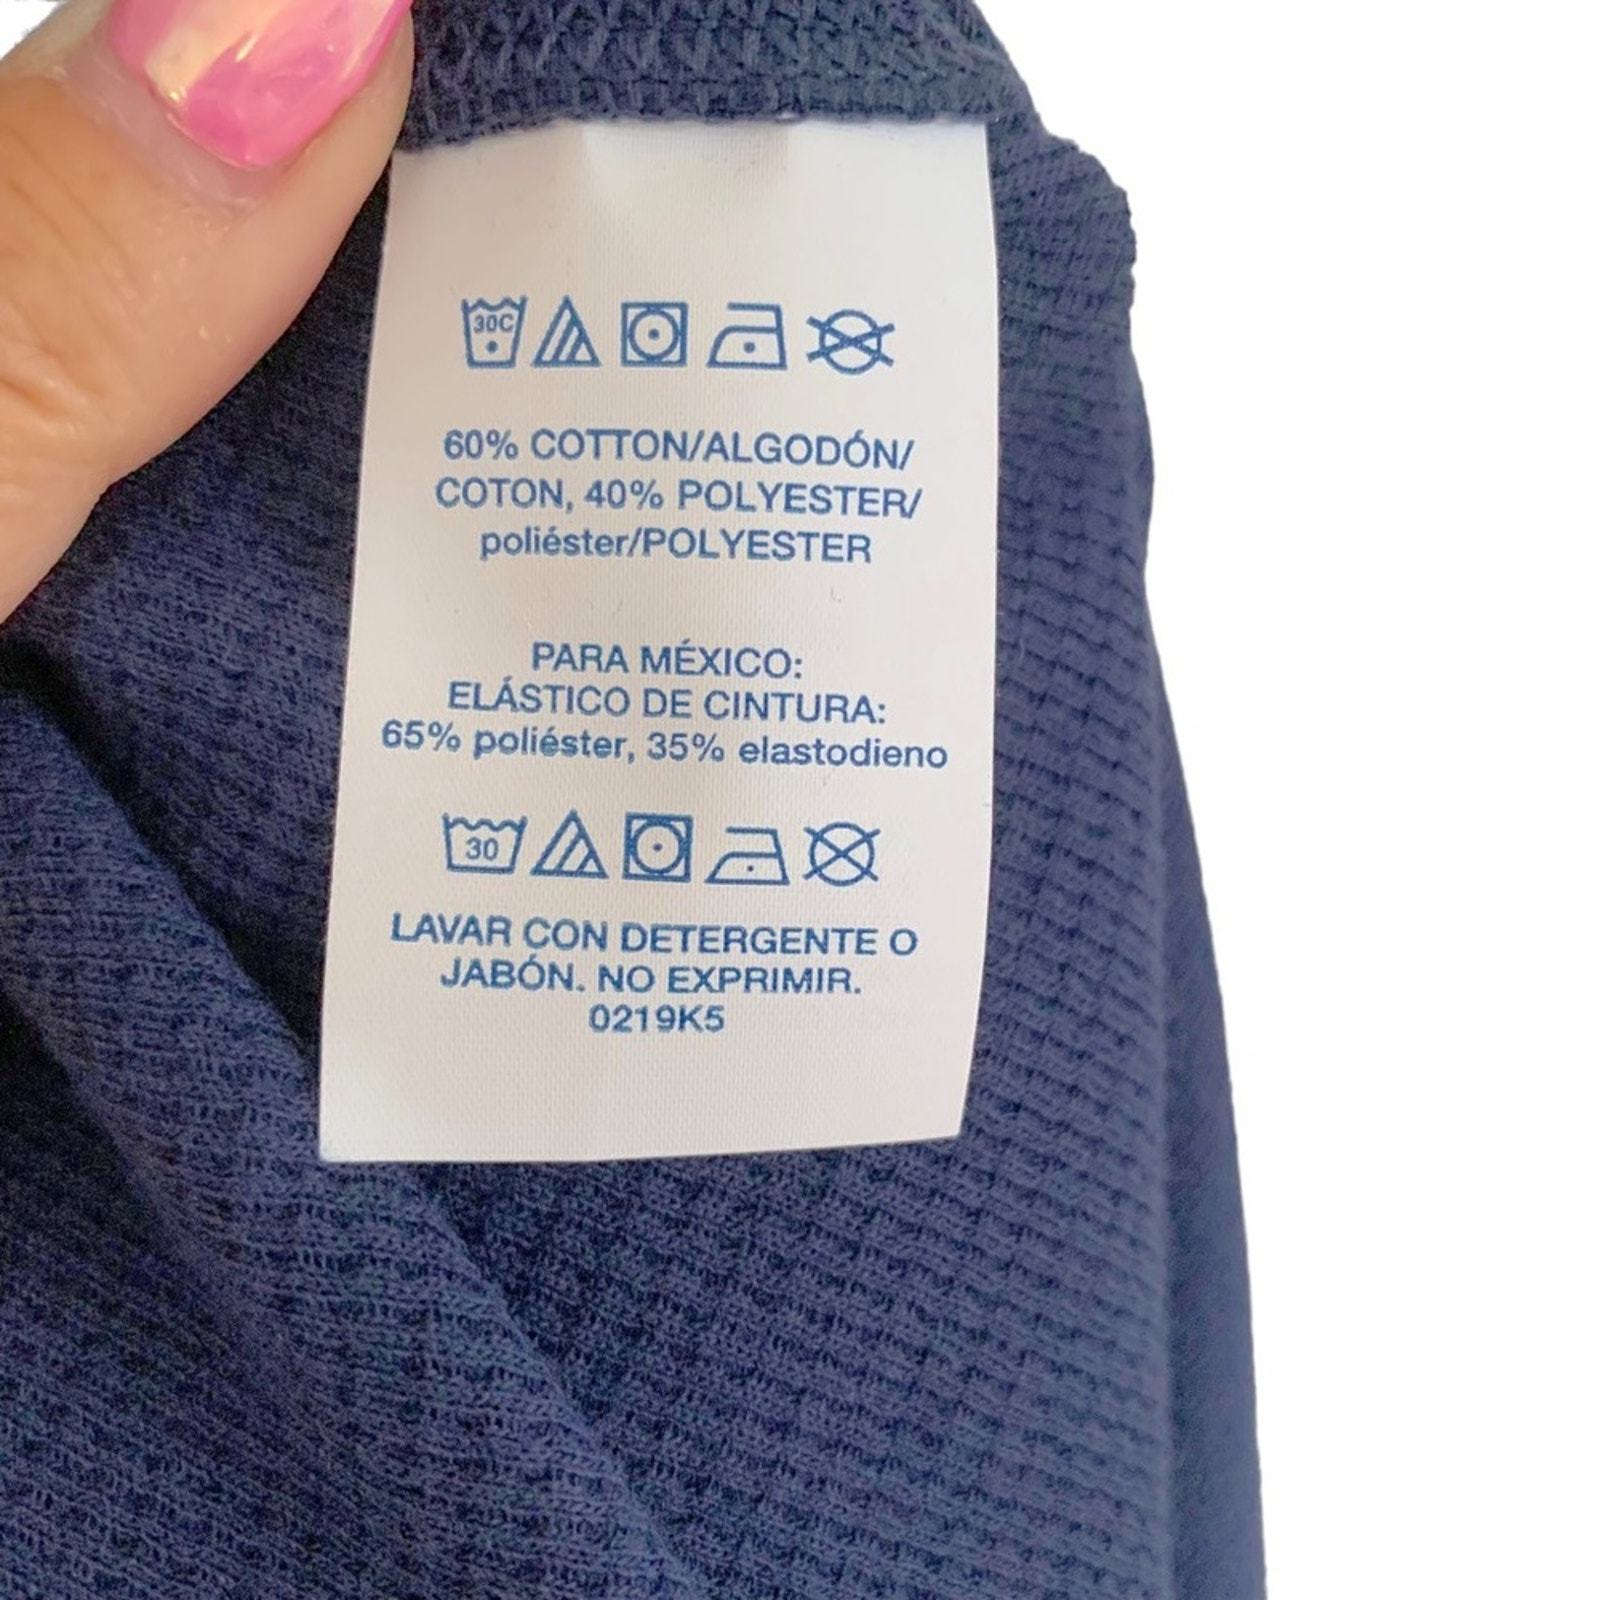 30C
60% COTTON/ALGODÓN/
COTON, 40% POLYESTER/
poliéster/POLYESTER
PARA MÉXICO:
ELÁSTICO DE CINTURA:
65% poliéster, 35% elastodieno
30
LAVAR CON DETERGENTE O
JABÓN. NO EXPRIMIR.
0219K5